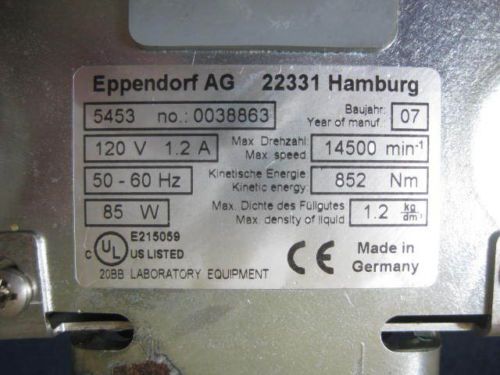 Eppendorf AG 22331 Hamburg
5453 no.: 0038863 Baujahr: Year of manuf.: 07
120 V 1.2 A Max. Drehzahl: Max. speed 14500 min⁻¹
50 - 60 Hz Kinetische Energie Kinetic energy 852 Nm
85 W Max. Dichte des Füllgutes Max. density of liquid 1.2 kg/dm³
E215059
C UL US LISTED
20BB LABORATORY EQUIPMENT
CE
Made in
Germany